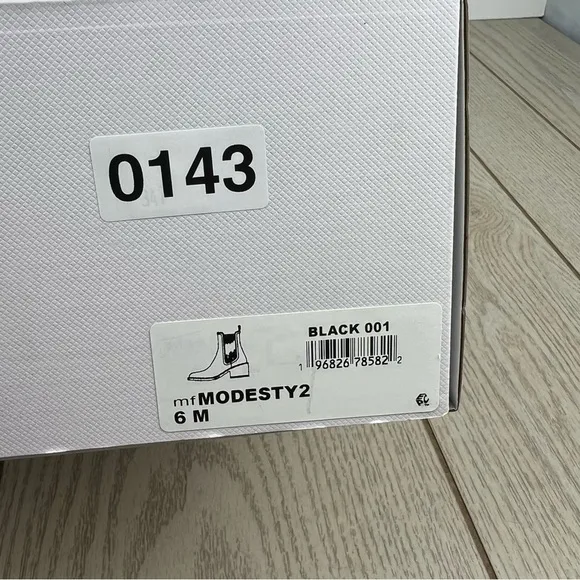 0143
BLACK 001
1 96826 78582 2
mfMODESTY2
6 M